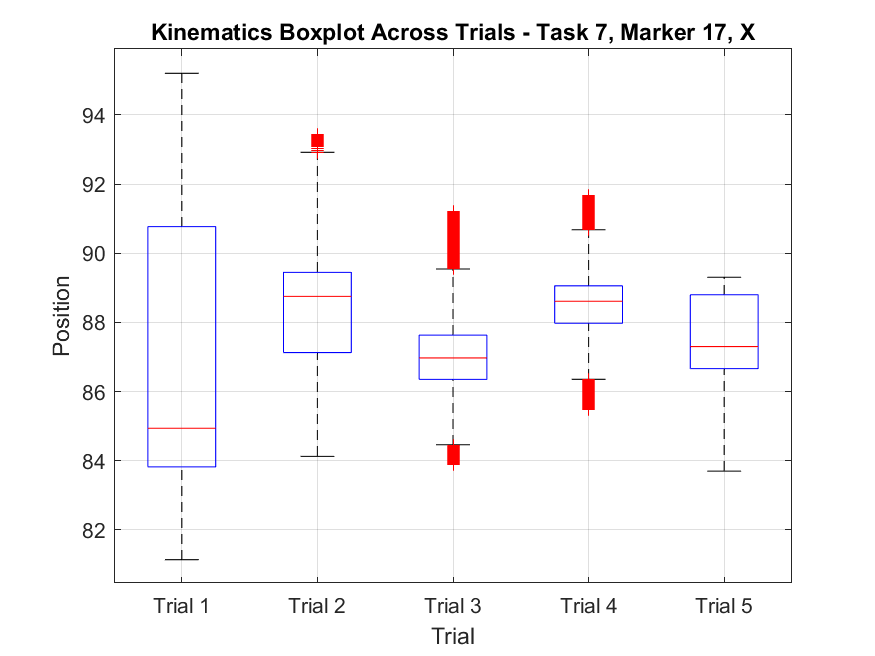 Kinematics Boxplot Across Trials - Task 7, Marker 17, X
94
92
90
88
86
84
82
Position
Trial 1 Trial 2 Trial 3 Trial 4 Trial 5
Trial